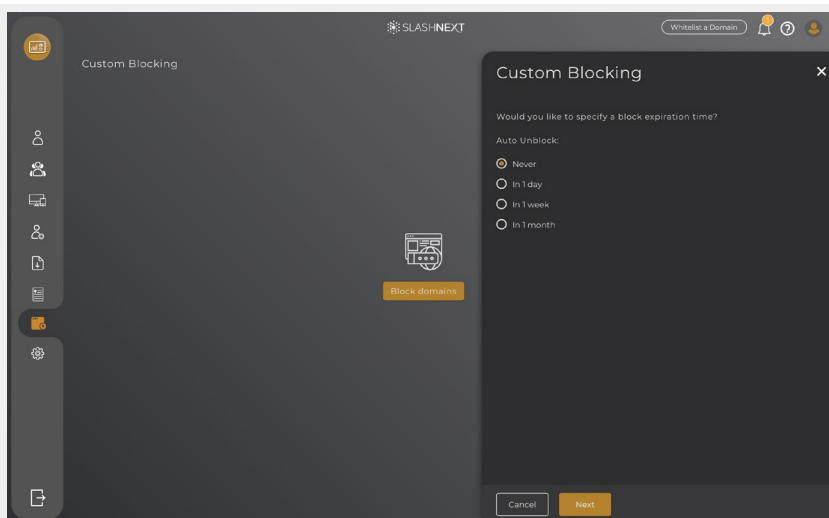 SLASHNEXT
Whitelist a Domain
1
Custom Blocking
Block domains
Custom Blocking
Would you like to specify a block expiration time?
Auto Unblock:
Never
In 1 day
In 1 week
In 1 month
Cancel
Next